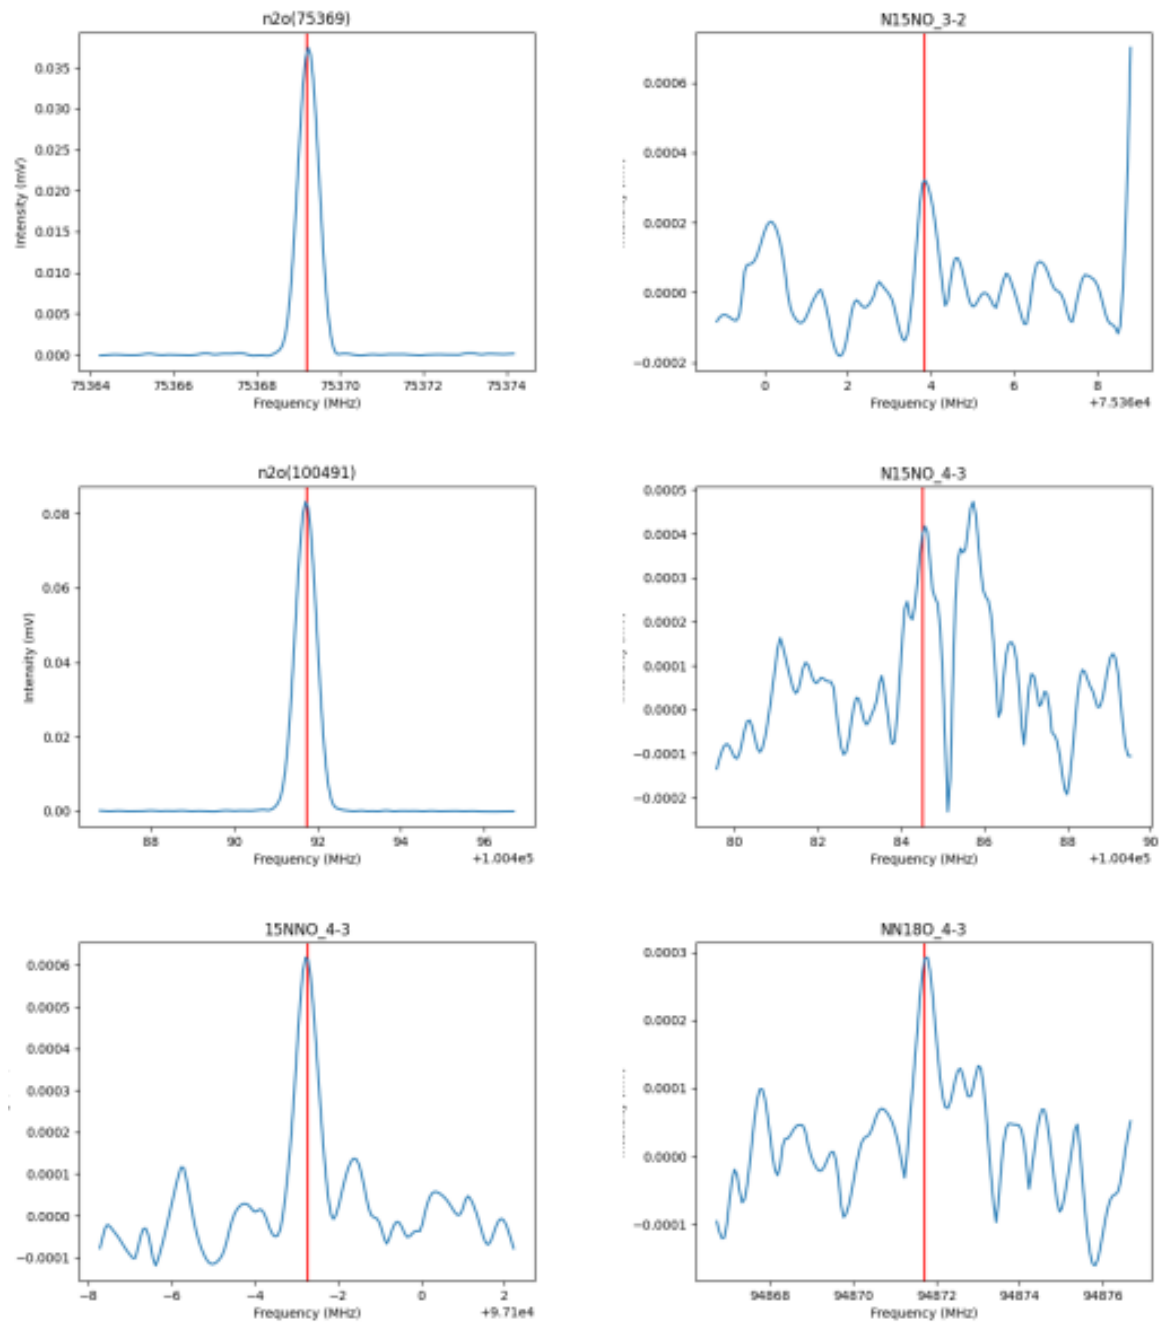 n2o(75369)
0.035
0.030
0.025
0.020
0.015
0.010
0.005
0.000
Intensity (mV)
75364 75366 75368 75370 75372 75374
Frequency (MHz)
N15NO_3-2
0.0006
0.0004
0.0002
0.0000
−0.0002
0 2 4 6 8
Frequency (MHz)
+7.536e4
n2o(100491)
0.08
0.06
0.04
0.02
0.00
Intensity (mV)
88 90 92 94 96
Frequency (MHz)
+1.004e5
N15NO_4-3
0.0005
0.0004
0.0003
0.0002
0.0001
0.0000
−0.0001
−0.0002
80 82 84 86 88 90
Frequency (MHz)
+1.004e5
15NNO_4-3
0.0006
0.0005
0.0004
0.0003
0.0002
0.0001
0.0000
−0.0001
−8 −6 −4 −2 0 2
Frequency (MHz)
+9.71e4
NN18O_4-3
0.0003
0.0002
0.0001
0.0000
−0.0001
94868 94870 94872 94874 94876
Frequency (MHz)